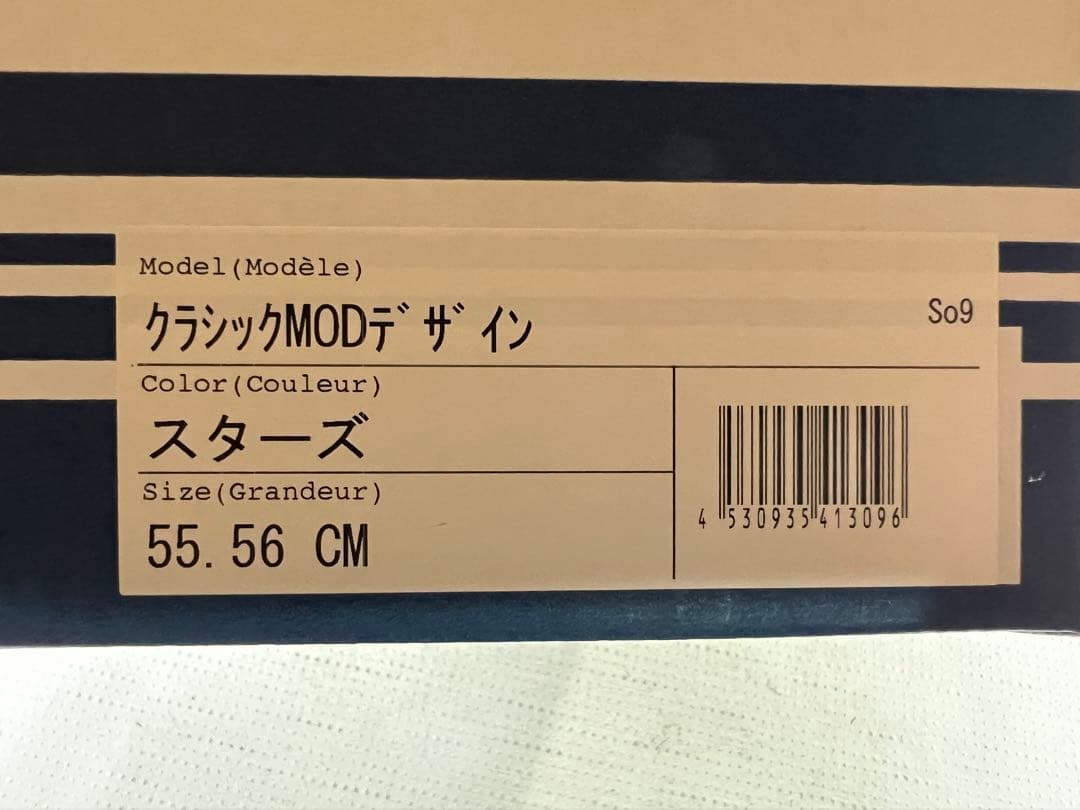 Model(Modèle)
クラシックMODデザイン
So9
Color(Couleur)
スターズ
Size(Grandeur)
55.56 CM
4 530935 413096